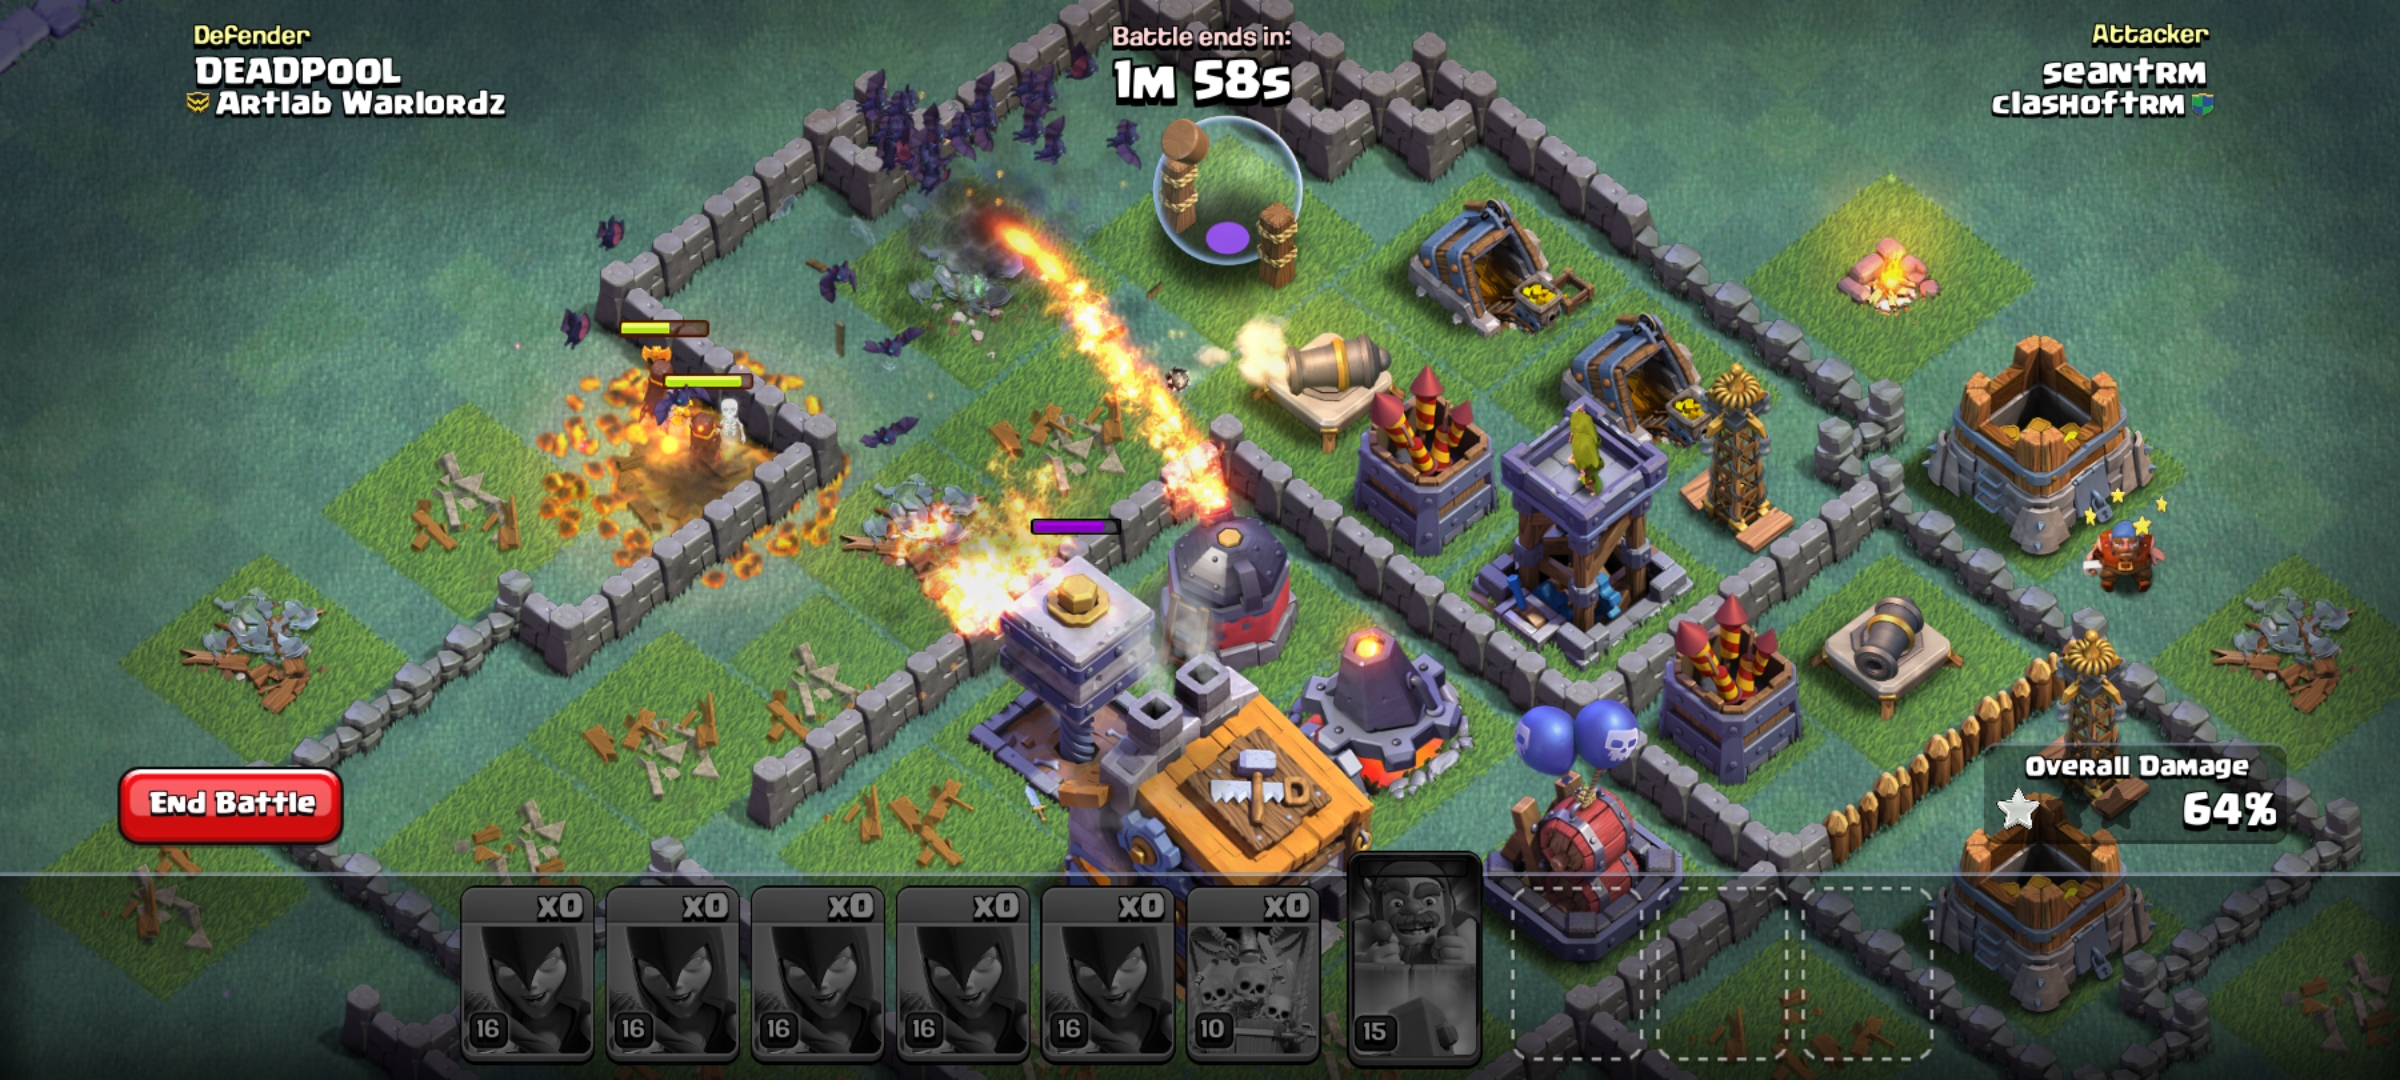 Defender
DEADPOOL
Artlab Warlordz
Battle ends in:
1M 58s
Attacker
seantRM
clashoftRM
End Battle
Overall Damage
64%
x0
x0
x0
x0
x0
x0
16
16
16
16
16
10
15